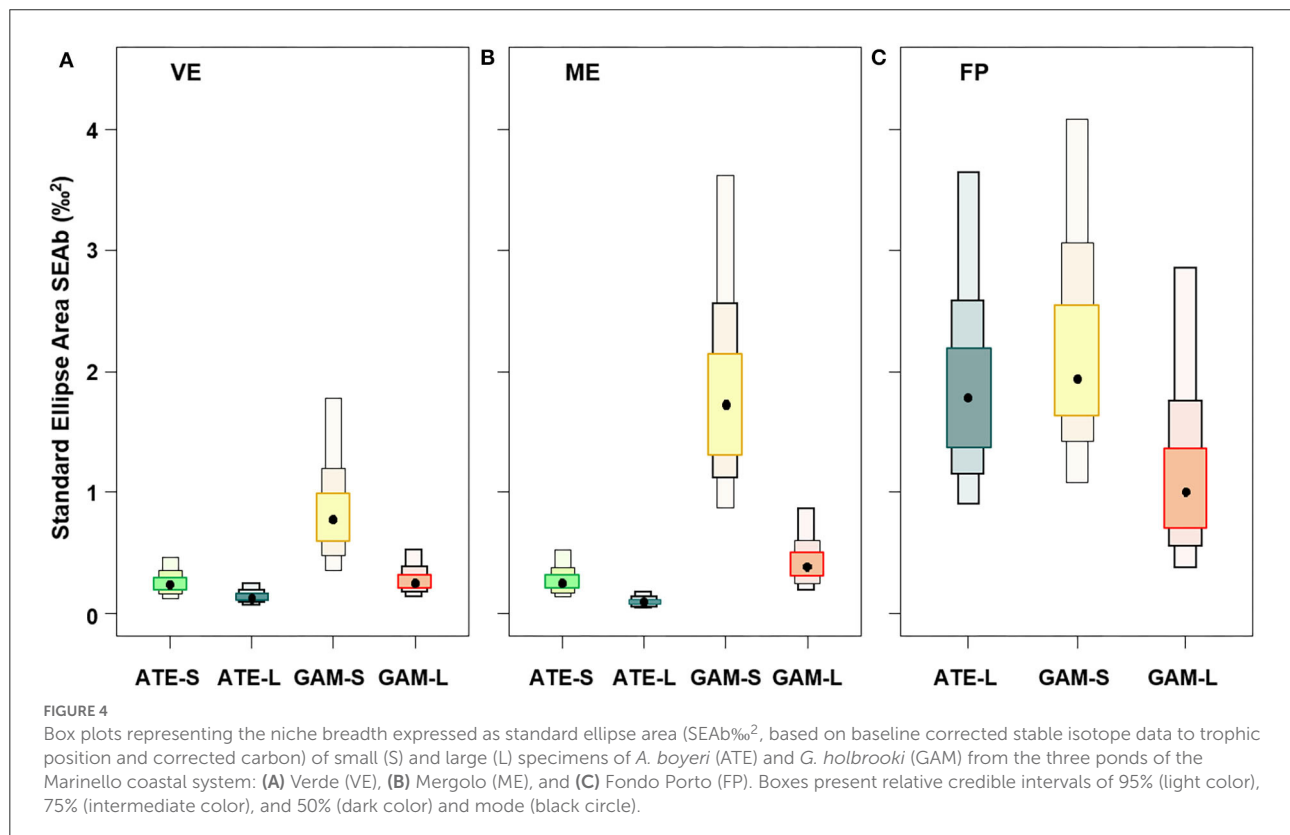 A
VE
B
ME
C
FP
Standard Ellipse Area SEAb (‰²)
4
3
2
1
0
ATE-S ATE-L GAM-S GAM-L
ATE-S ATE-L GAM-S GAM-L
ATE-L GAM-S GAM-L
FIGURE 4
Box plots representing the niche breadth expressed as standard ellipse area (SEAb‰², based on baseline corrected stable isotope data to trophic
position and corrected carbon) of small (S) and large (L) specimens of A. boyeri (ATE) and G. holbrooki (GAM) from the three ponds of the
Marinello coastal system: (A) Verde (VE), (B) Mergolo (ME), and (C) Fondo Porto (FP). Boxes present relative credible intervals of 95% (light color),
75% (intermediate color), and 50% (dark color) and mode (black circle).